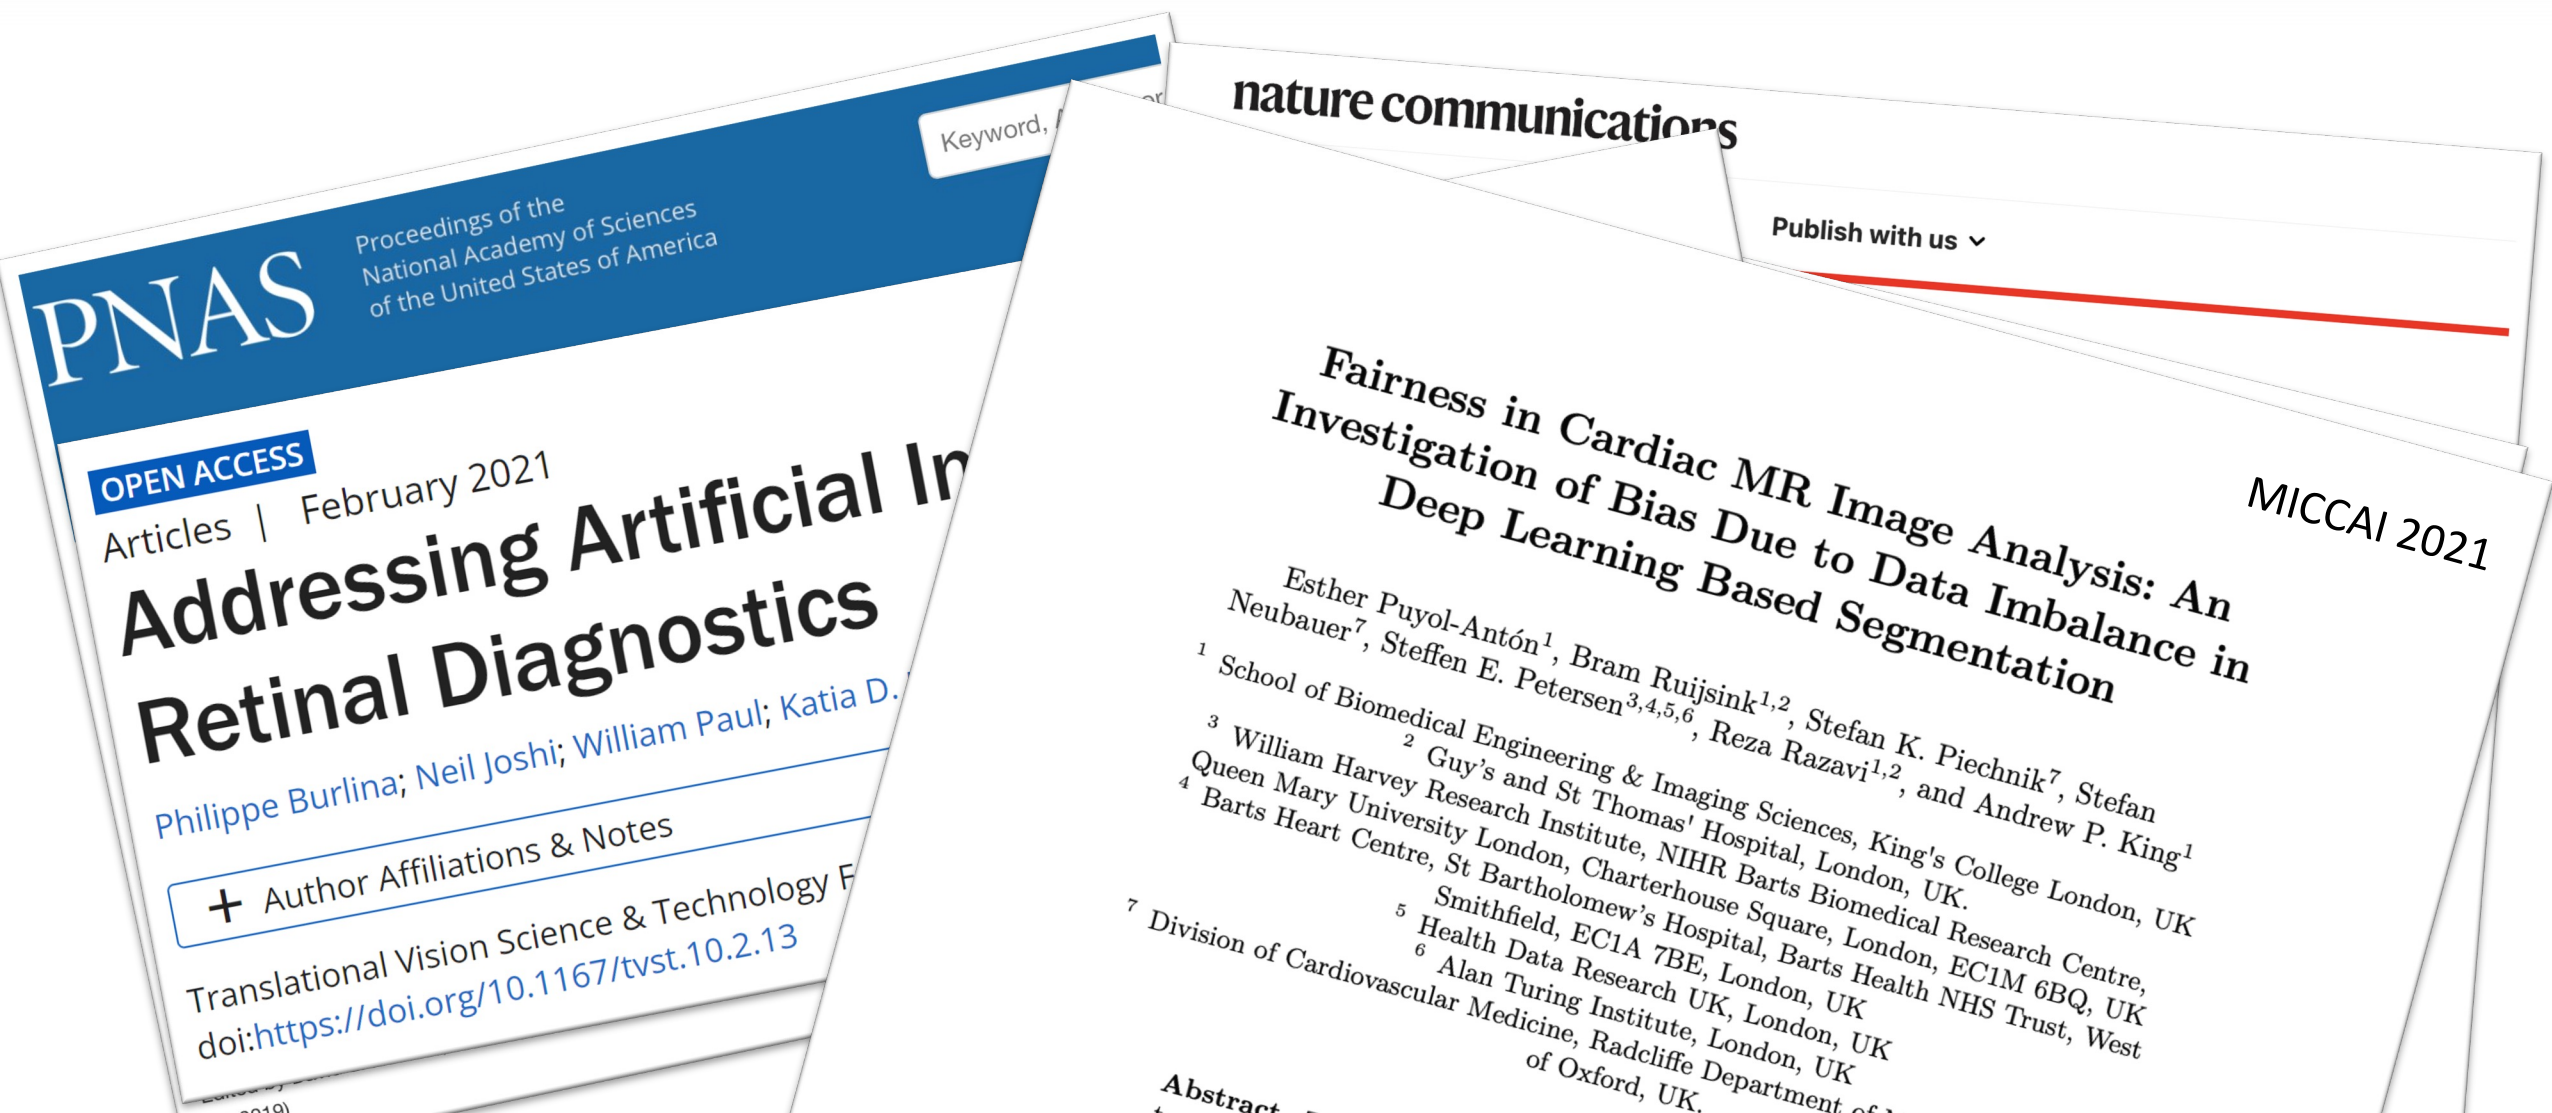 PNAS
Proceedings of the
National Academy of Sciences
of the United States of America
Keyword,
or
OPEN ACCESS
Articles | February 2021
Addressing Artificial In
Retinal Diagnostics
Philippe Burlina; Neil Joshi; William Paul; Katia D.
+ Author Affiliations & Notes
Translational Vision Science & Technology F
doi:https://doi.org/10.1167/tvst.10.2.13
2019)
nature communications
Publish with us
MICCAI 2021
Fairness in Cardiac MR Image Analysis: An
Investigation of Bias Due to Data Imbalance in
Deep Learning Based Segmentation
Esther Puyol-Antón1, Bram Ruijsink1,2, Stefan K. Piechnik7, Stefan
Neubauer7, Steffen E. Petersen3,4,5,6, Reza Razavi1,2, and Andrew P. King1
1 School of Biomedical Engineering & Imaging Sciences, King's College London, UK
2 Guy's and St Thomas' Hospital, London, UK.
3 William Harvey Research Institute, NIHR Barts Biomedical Research Centre,
Queen Mary University London, Charterhouse Square, London, EC1M 6BQ, UK
4 Barts Heart Centre, St Bartholomew's Hospital, Barts Health NHS Trust, West
Smithfield, EC1A 7BE, London, UK
5 Health Data Research UK, London, UK
6 Alan Turing Institute, London, UK
7 Division of Cardiovascular Medicine, Radcliffe Department of
of Oxford, UK.
Abstract